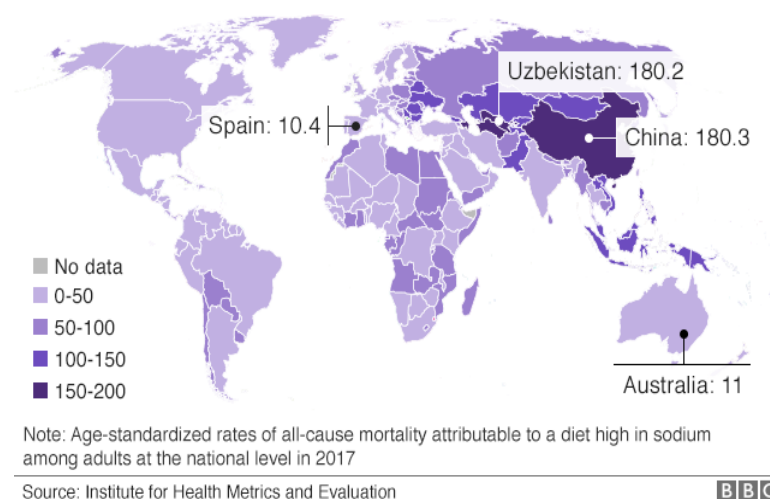 Uzbekistan: 180.2
Spain: 10.4
China: 180.3
No data
0-50
50-100
100-150
150-200
Australia: 11
Note: Age-standardized rates of all-cause mortality attributable to a diet high in sodium
among adults at the national level in 2017
Source: Institute for Health Metrics and Evaluation
BBC